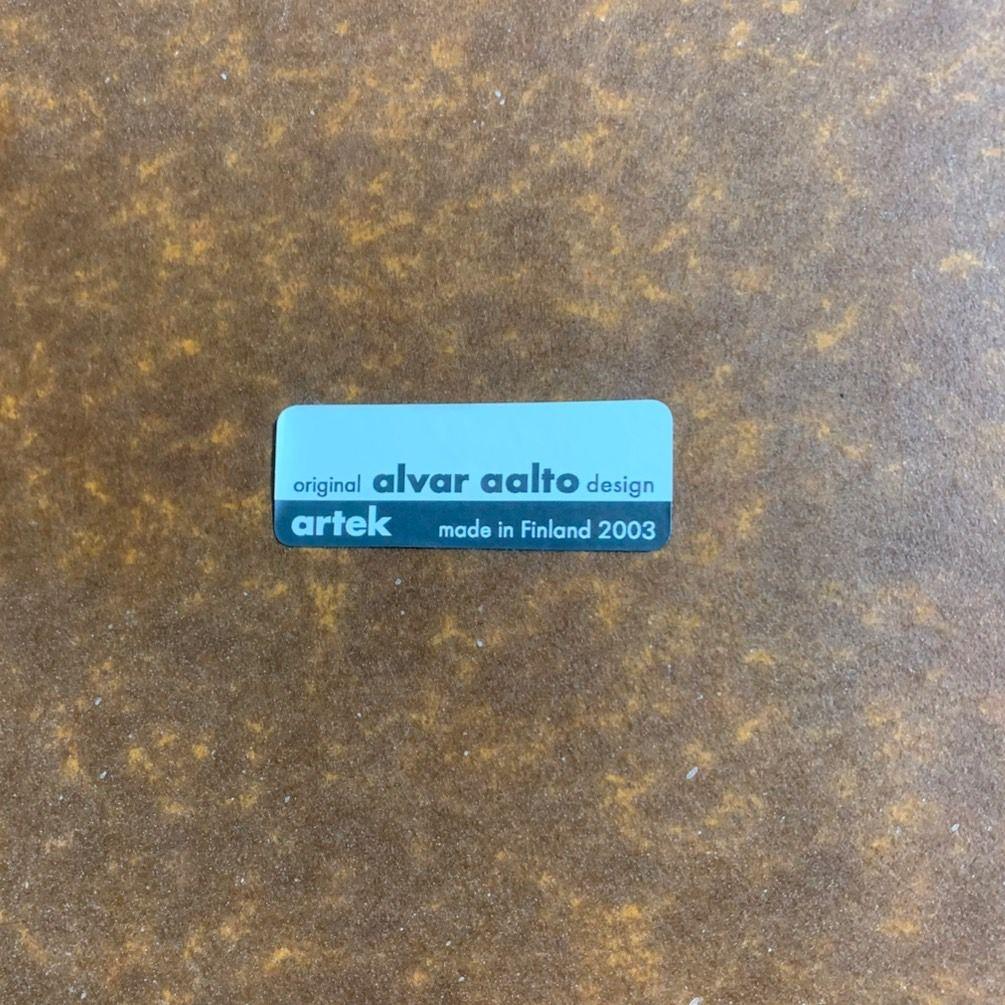 original alvar aalto design
artek made in Finland 2003